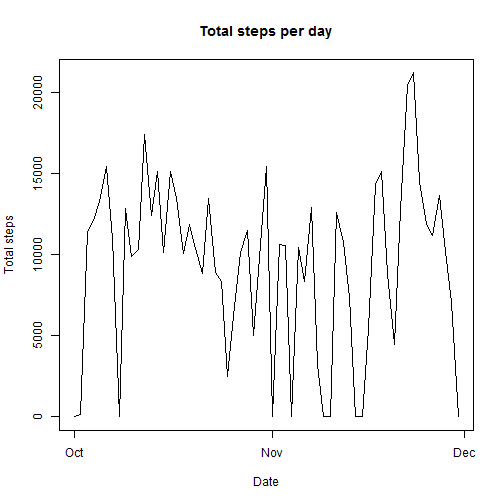 Total steps per day
20000
15000
10000
5000
0
Total steps
Oct Nov Dec
Date